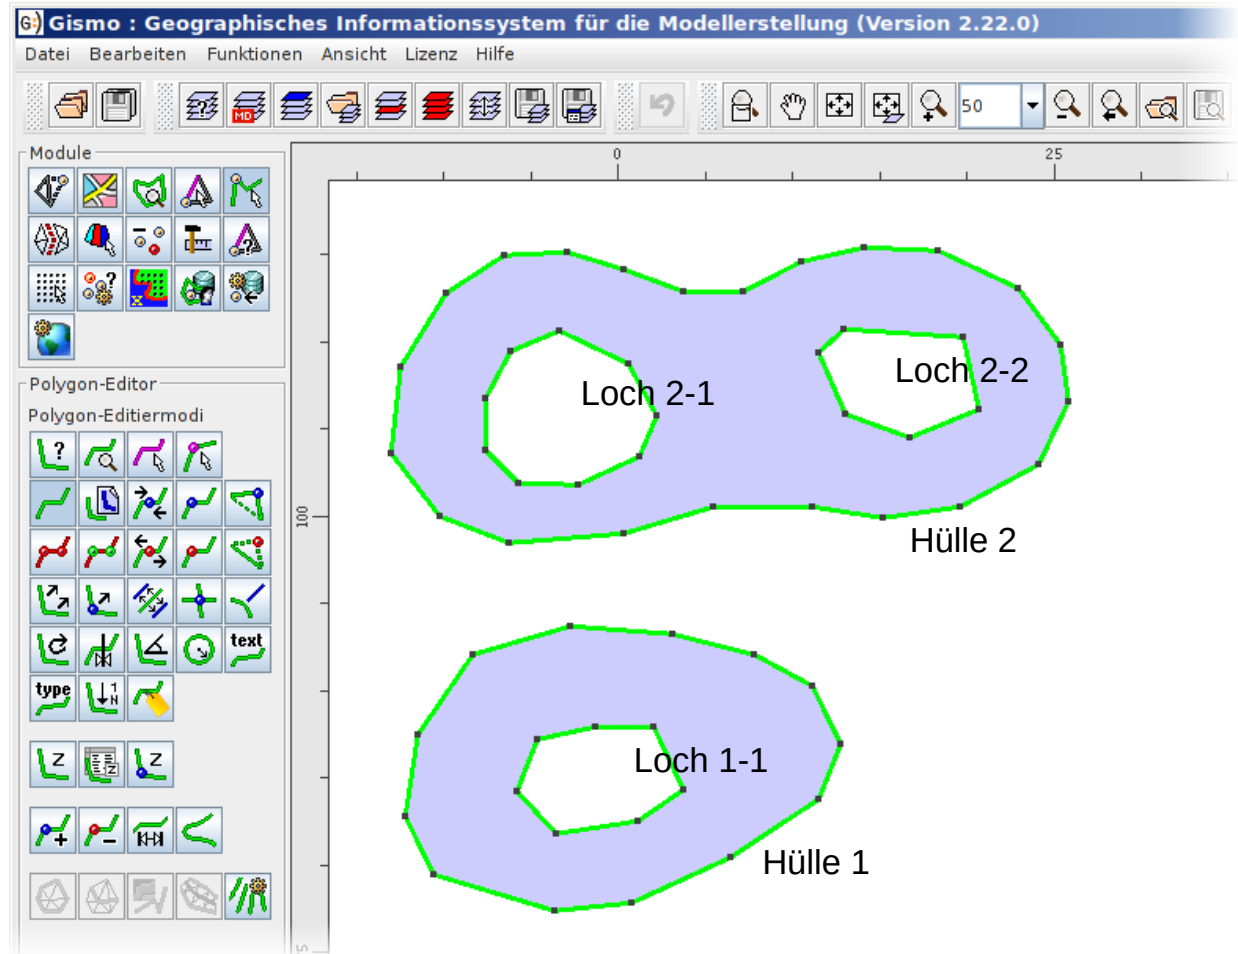 G:) Gismo : Geographisches Informationssystem für die Modellerstellung (Version 2.22.0)
Datei Bearbeiten Funktionen Ansicht Lizenz Hilfe
? MD 50
Module
0 25
?
?
Polygon-Editor
Polygon-Editiermodi
?
text
type 1 N
Z Z Z
Loch 2-1
Loch 2-2
100
Hülle 2
Loch 1-1
Hülle 1